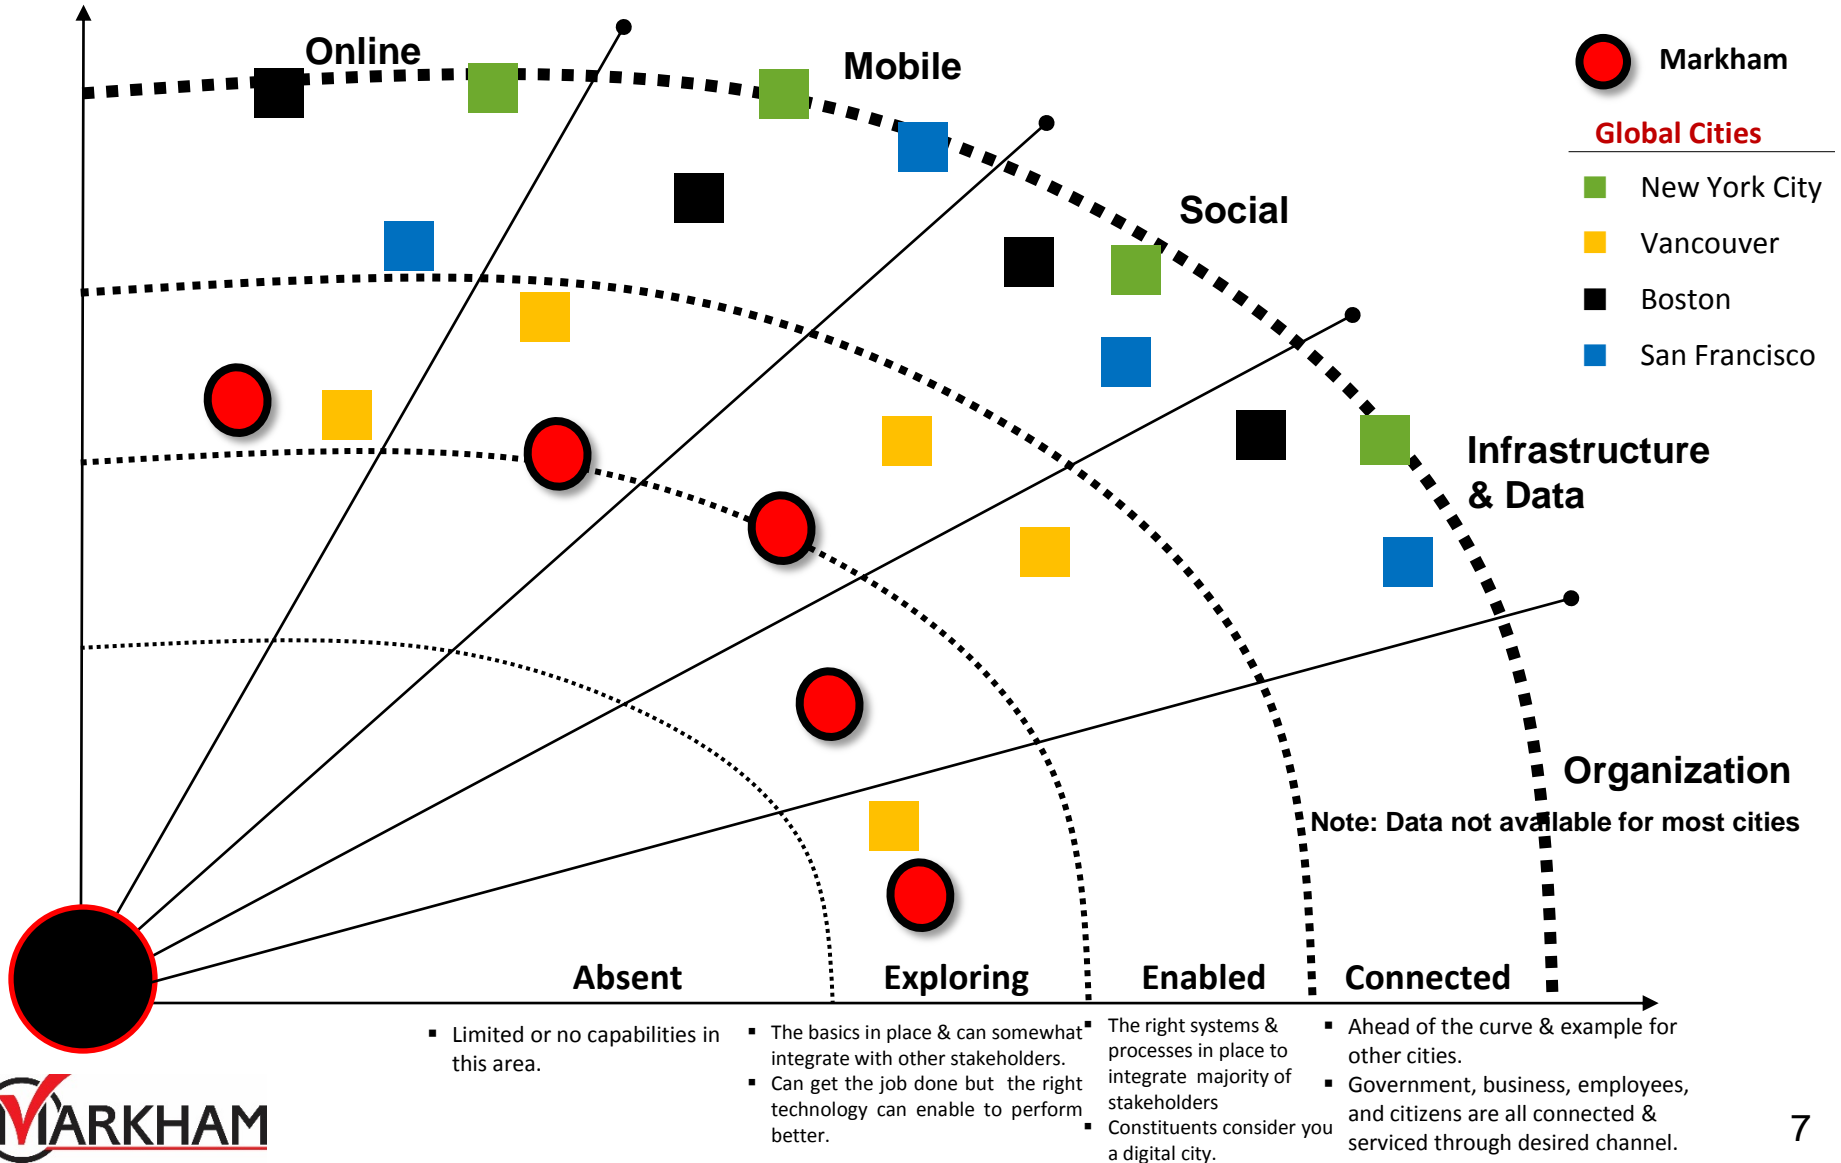 Online
Mobile
Social
Infrastructure
& Data
Organization
Note: Data not available for most cities
Markham
Global Cities
New York City
Vancouver
Boston
San Francisco
Absent
Exploring
Enabled
Connected
▪ Limited or no capabilities in
this area.
▪ The basics in place & can somewhat
integrate with other stakeholders.
▪ Can get the job done but the right
technology can enable to perform
better.
▪ The right systems &
processes in place to
integrate majority of
stakeholders
▪ Constituents consider you
a digital city.
▪ Ahead of the curve & example for
other cities.
▪ Government, business, employees,
and citizens are all connected &
serviced through desired channel.
MARKHAM
7